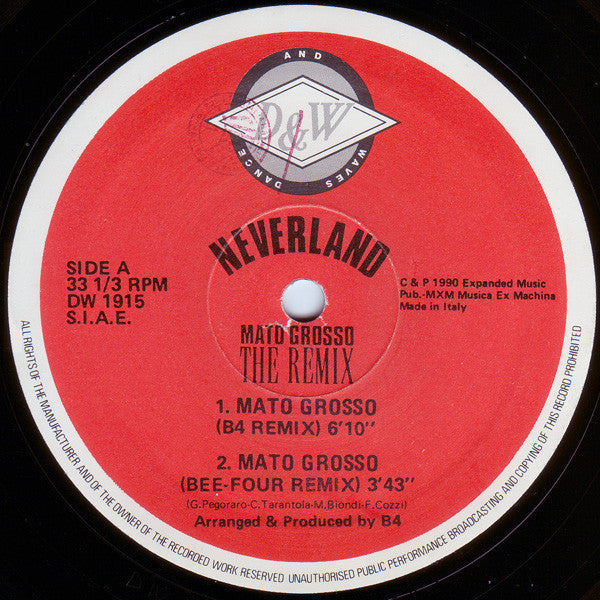 AND
D&W
DANCE WAVES
NEVERLAND
SIDE A
33 1/3 RPM
DW 1915
S.I.A.E.
C & P 1990 Expanded Music
Pub.-MXM Musica Ex Machina
Made in Italy
MATO GROSSO
THE REMIX
1. MATO GROSSO
(B4 REMIX) 6'10''
2. MATO GROSSO
(BEE-FOUR REMIX) 3'43''
(G.Pegoraro-C.Tarantola-M.Biondi-F.Cozzi)
Arranged & Produced by B4
ALL RIGHTS OF THE MANUFACTURER AND OF THE OWNER OF THE RECORDED WORK RESERVED UNAUTHORISED PUBLIC PERFORMANCE BROADCASTING AND COPYING OF THIS RECORD PROHIBITED